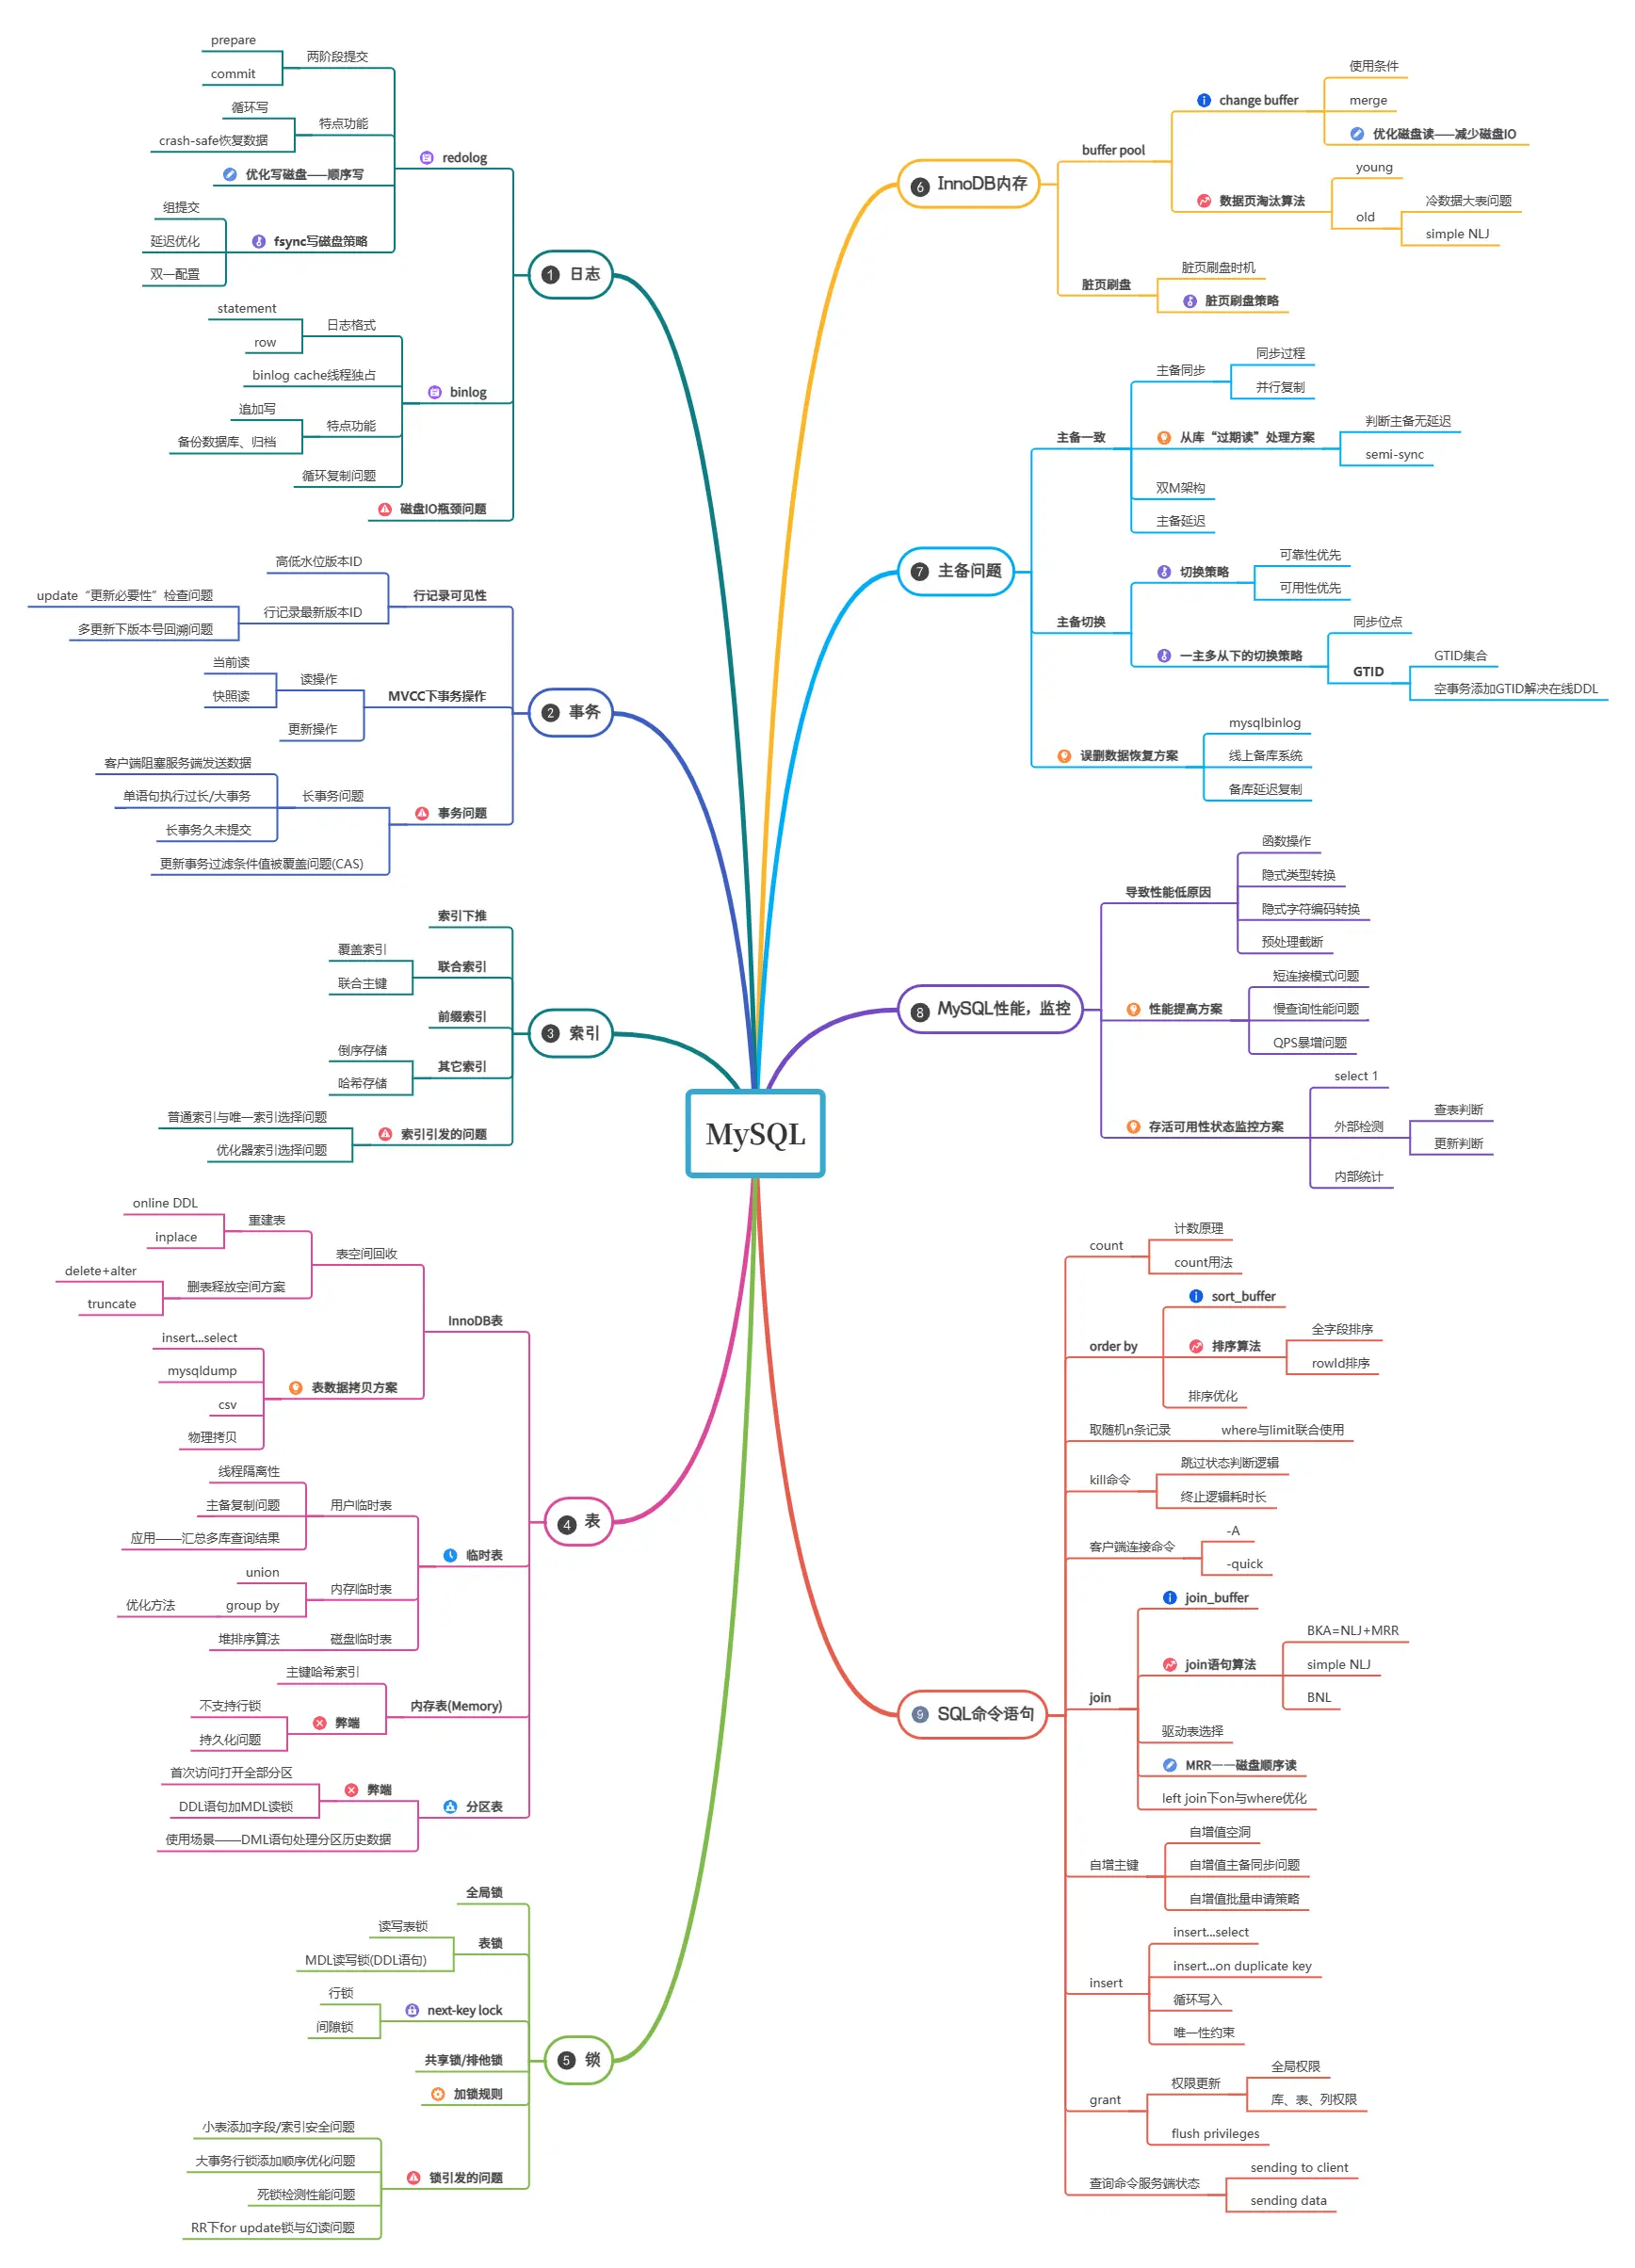 MySQL
1 日志
redolog
两阶段提交
prepare
commit
特点功能
循环写
crash-safe恢复数据
优化写磁盘——顺序写
fsync写磁盘策略
组提交
延迟优化
双一配置
binlog
日志格式
statement
row
binlog cache线程独占
特点功能
追加写
备份数据库、归档
循环复制问题
磁盘IO瓶颈问题
2 事务
行记录可见性
高低水位版本ID
行记录最新版本ID
update“更新必要性”检查问题
多更新下版本号回溯问题
MVCC下事务操作
读操作
当前读
快照读
更新操作
事务问题
长事务问题
客户端阻塞服务端发送数据
单语句执行过长/大事务
长事务久未提交
更新事务过滤条件值被覆盖问题(CAS)
3 索引
索引下推
联合索引
覆盖索引
联合主键
前缀索引
其它索引
倒序存储
哈希存储
索引引发的问题
普通索引与唯一索引选择问题
优化器索引选择问题
4 表
InnoDB表
表空间回收
重建表
online DDL
inplace
删表释放空间方案
delete+alter
truncate
表数据拷贝方案
insert...select
mysqldump
csv
物理拷贝
临时表
用户临时表
线程隔离性
主备复制问题
应用——汇总多库查询结果
内存临时表
union
group by
优化方法
磁盘临时表
堆排序算法
内存表(Memory)
主键哈希索引
弊端
不支持行锁
持久化问题
分区表
弊端
首次访问打开全部分区
DDL语句加MDL读锁
使用场景——DML语句处理分区历史数据
5 锁
全局锁
表锁
读写表锁
MDL读写锁(DDL语句)
next-key lock
行锁
间隙锁
共享锁/排他锁
加锁规则
锁引发的问题
小表添加字段/索引安全问题
大事务行锁添加顺序优化问题
死锁检测性能问题
RR下for update锁与幻读问题
6 InnoDB内存
buffer pool
change buffer
使用条件
merge
优化磁盘读——减少磁盘IO
数据页淘汰算法
young
old
冷数据大表问题
simple NLJ
脏页刷盘
脏页刷盘时机
脏页刷盘策略
7 主备问题
主备一致
主备同步
同步过程
并行复制
从库“过期读”处理方案
判断主备无延迟
semi-sync
双M架构
主备延迟
主备切换
切换策略
可靠性优先
可用性优先
一主多从下的切换策略
同步位点
GTID
GTID集合
空事务添加GTID解决在线DDL
误删数据恢复方案
mysqlbinlog
线上备库系统
备库延迟复制
8 MySQL性能，监控
导致性能低原因
函数操作
隐式类型转换
隐式字符编码转换
预处理截断
性能提高方案
短连接模式问题
慢查询性能问题
QPS暴增问题
存活可用性状态监控方案
select 1
外部检测
查表判断
更新判断
内部统计
9 SQL命令语句
count
计数原理
count用法
order by
sort_buffer
排序算法
全字段排序
rowId排序
排序优化
取随机n条记录
where与limit联合使用
kill命令
跳过状态判断逻辑
终止逻辑耗时长
客户端连接命令
-A
-quick
join
join_buffer
join语句算法
BKA=NLJ+MRR
simple NLJ
BNL
驱动表选择
MRR——磁盘顺序读
left join下on与where优化
自增主键
自增值空洞
自增值主备同步问题
自增值批量申请策略
insert
insert...select
insert...on duplicate key
循环写入
唯一性约束
grant
权限更新
全局权限
库、表、列权限
flush privileges
查询命令服务端状态
sending to client
sending data